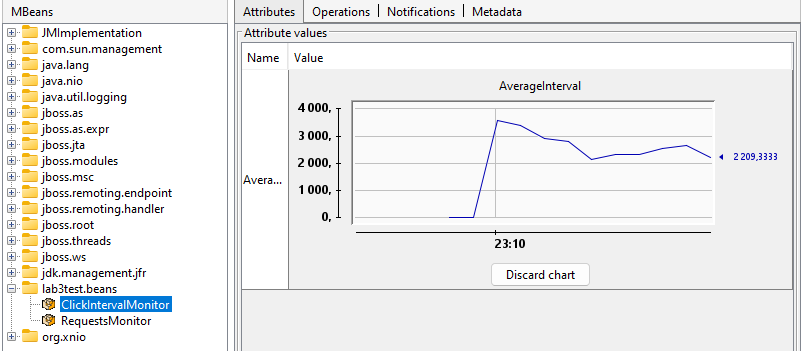 MBeans
JMImplementation
com.sun.management
java.lang
java.nio
java.util.logging
jboss.as
jboss.as.expr
jboss.jta
jboss.modules
jboss.msc
jboss.remoting.endpoint
jboss.remoting.handler
jboss.root
jboss.threads
jboss.ws
jdk.management.jfr
lab3test.beans
ClickIntervalMonitor
RequestsMonitor
org.xnio
Attributes Operations Notifications Metadata
Attribute values
Name Value
AverageInterval
4 000,
3 000,
2 000,
1 000,
0,
Avera...
2 209,3333
23:10
Discard chart